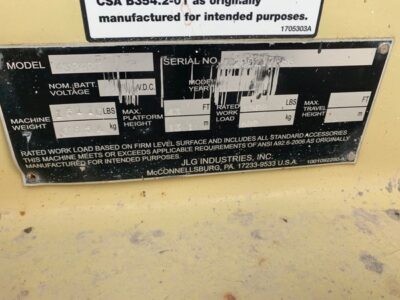 CSA B354.2-01 as originally
manufactured for intended purposes.
1705303A
MODEL SERIAL NO.
NOM. BATT. VOLTAGE V.D.C. MODEL YEAR
MACHINE WEIGHT LBS kg MAX. PLATFORM HEIGHT FT m RATED WORK LOAD LBS kg MAX. TRAVEL HEIGHT FT m
RATED WORK LOAD BASED ON FIRM LEVEL SURFACE AND INCLUDES ALL STANDARD ACCESSORIES
THIS MACHINE MEETS OR EXCEEDS APPLICABLE REQUIREMENTS OF ANSI A92.6-2006 AS ORIGINALLY
MANUFACTURED FOR INTENDED PURPOSES.
JLG INDUSTRIES, INC.
McCONNELLSBURG, PA. 17233-9533 U.S.A.